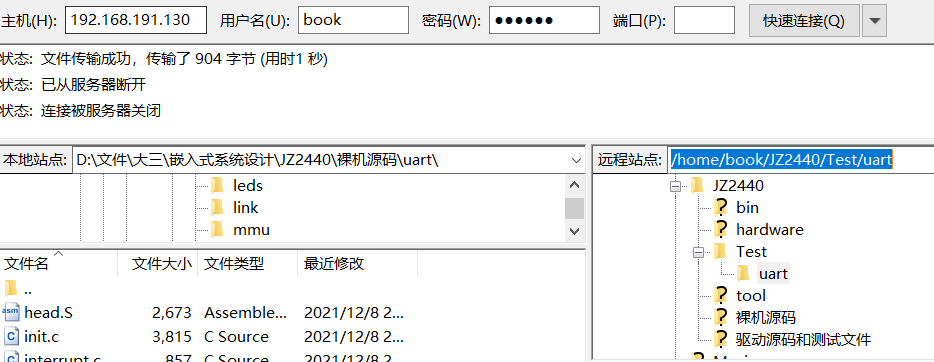 主机(H): 192.168.191.130 用户名(U): book 密码(W): ●●●●●● 端口(P): 快速连接(Q)
状态: 文件传输成功，传输了 904 字节 (用时1 秒)
状态: 已从服务器断开
状态: 连接被服务器关闭
本地站点: D:\文件\大三\嵌入式系统设计\JZ2440\裸机源码\uart\
leds
link
mmu
文件名 文件大小 文件类型 最近修改
..
head.S 2,673 Assemble... 2021/12/8 2...
init.c 3,815 C Source 2021/12/8 2...
interrupt.c 857 C Source 2021/12/8 2...
远程站点: /home/book/JZ2440/Test/uart
JZ2440
bin
hardware
Test
uart
tool
裸机源码
驱动源码和测试文件